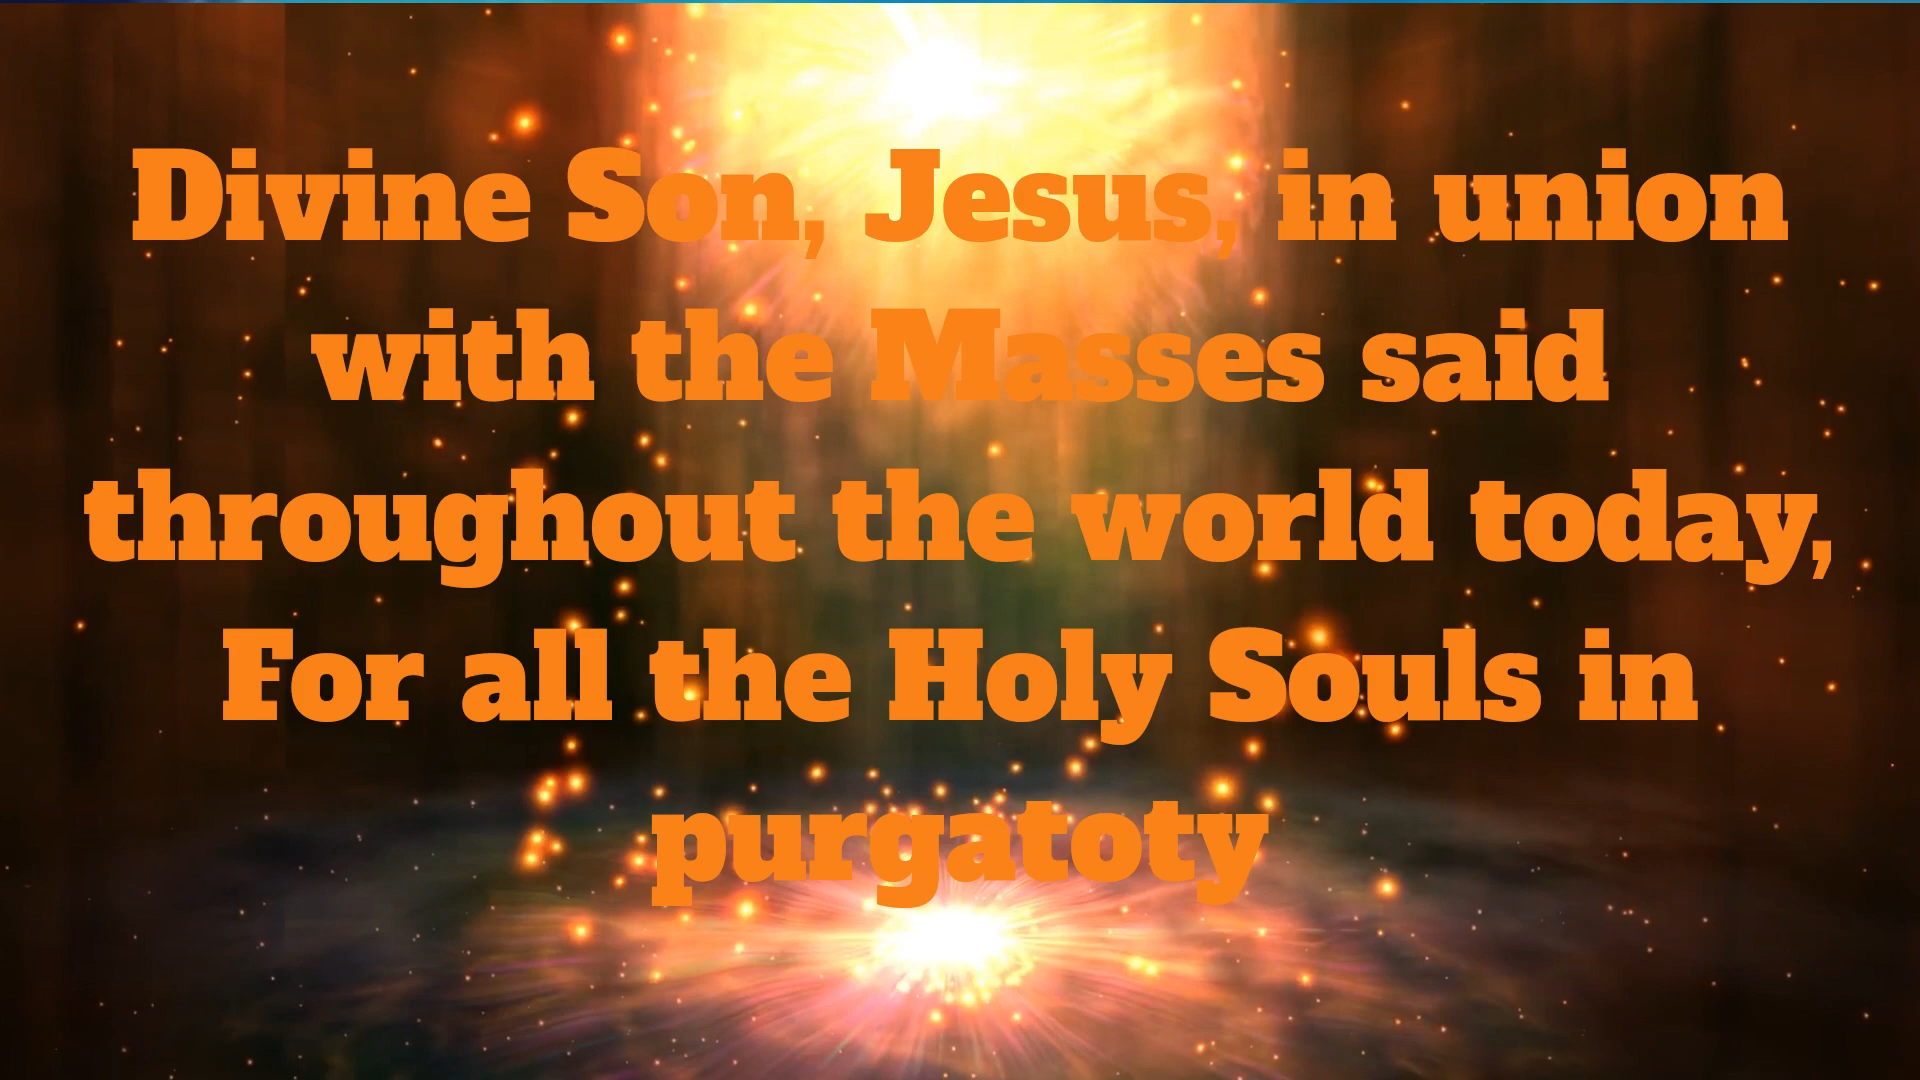 Divine Son, Jesus, in union
with the Masses said
throughout the world today,
For all the Holy Souls in
purgatoty